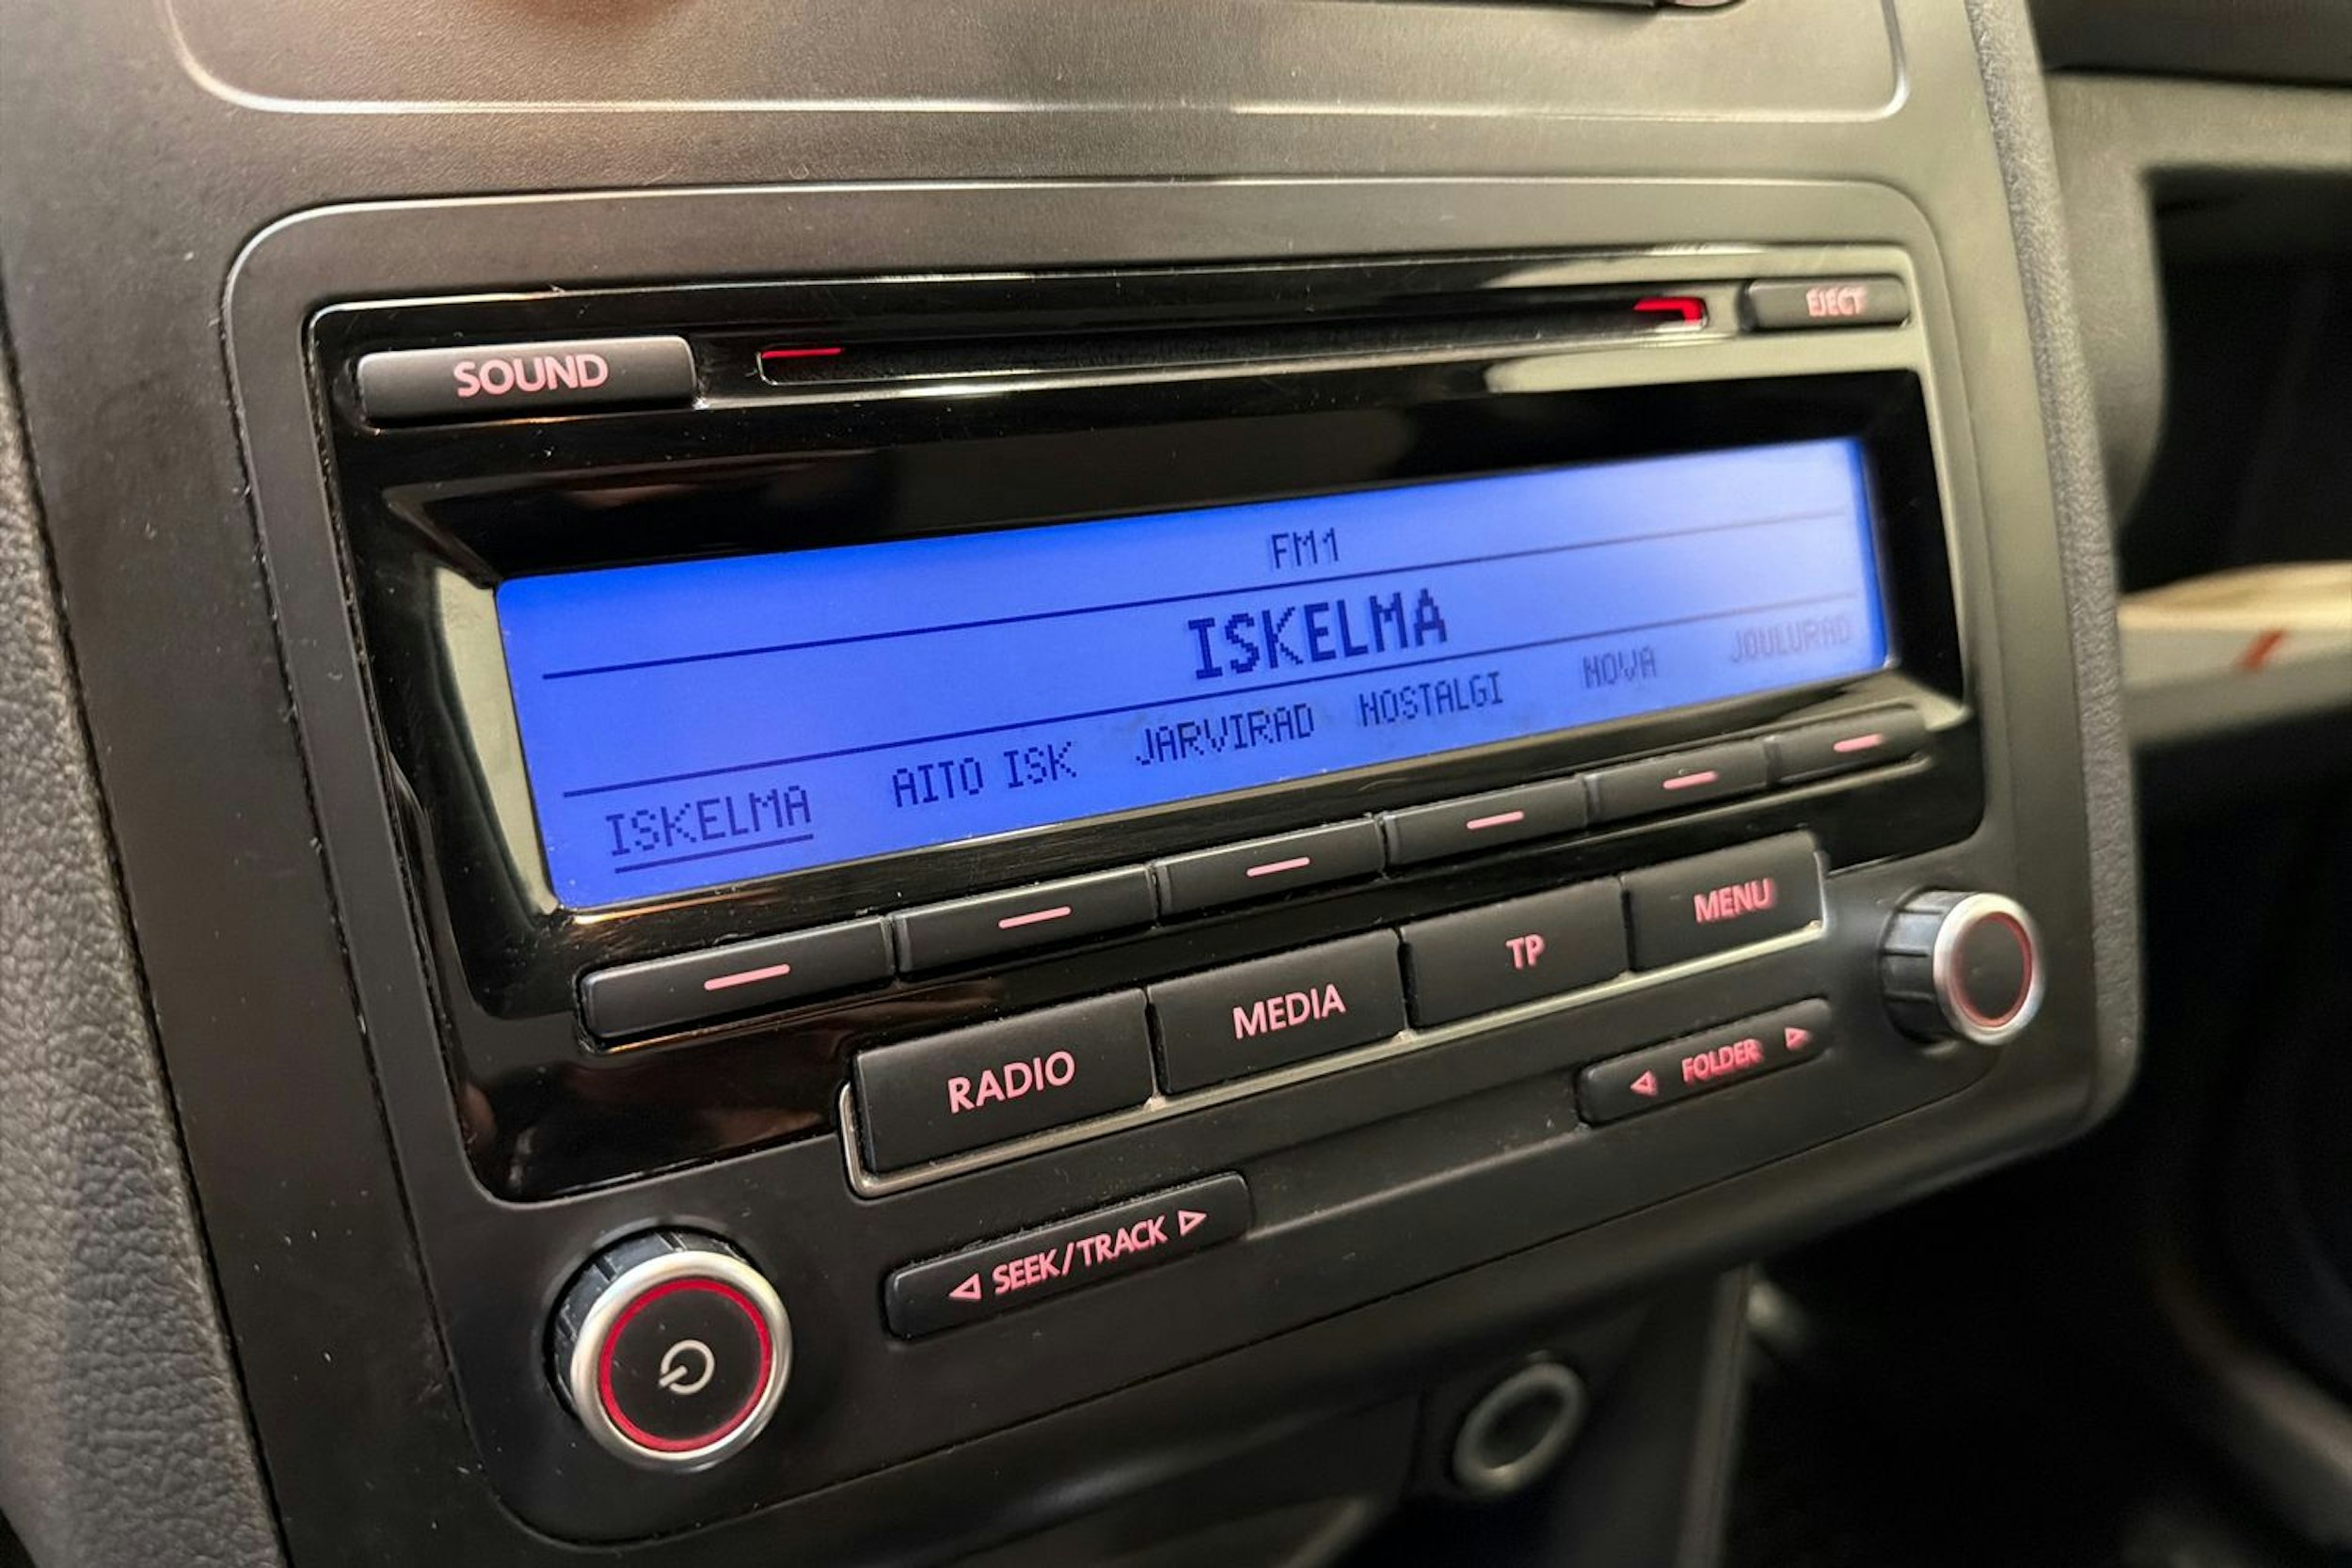 SOUND EJECT
FM1
ISKELMA
ISKELMA AITO ISK JARVIRAD NOSTALGI NOVA JOULURAD
RADIO MEDIA TP MENU
◁ SEEK/TRACK ▷ ◁ FOLDER ▷